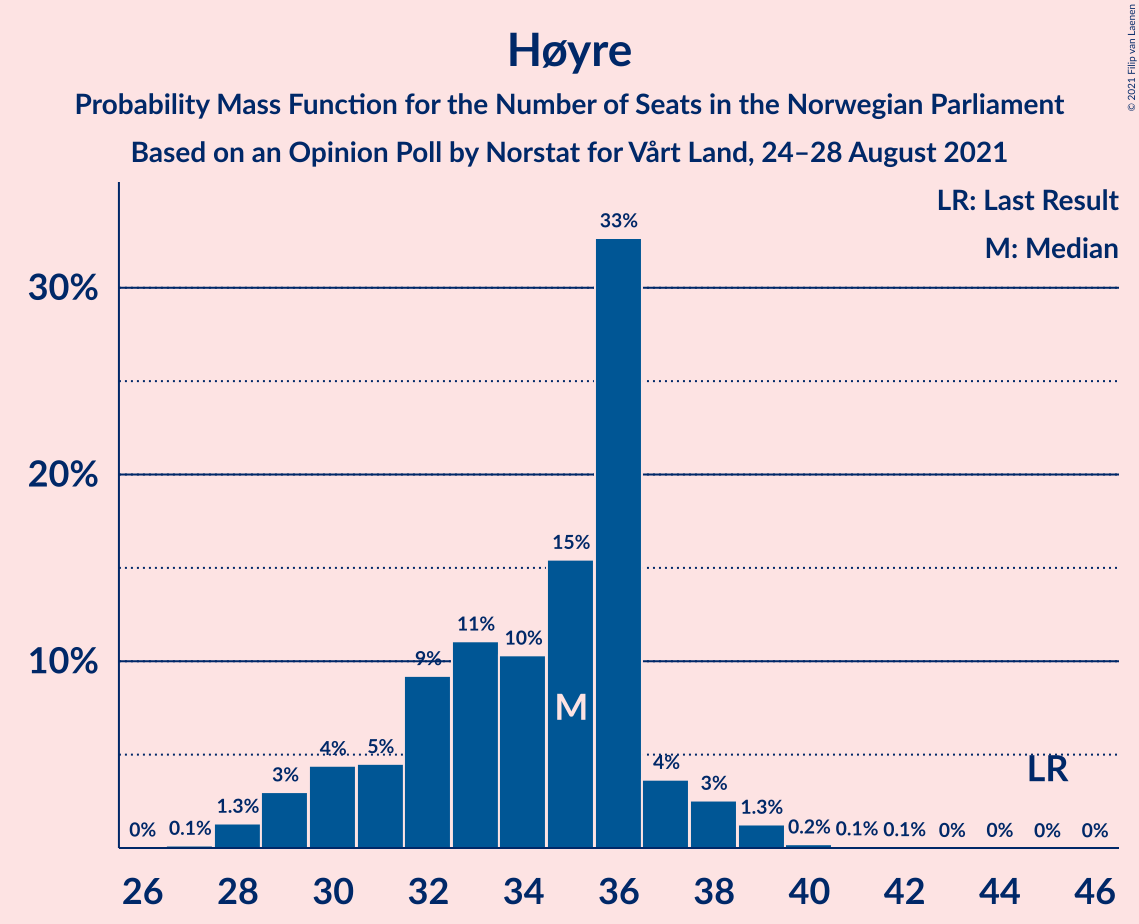 Høyre
Probability Mass Function for the Number of Seats in the Norwegian Parliament
Based on an Opinion Poll by Norstat for Vårt Land, 24–28 August 2021
© 2021 Filip van Laenen
LR: Last Result
M: Median
33%
30%
20%
15%
11%
10%
9%
10%
M
4%
5%
4%
LR
3%
3%
1.3%
1.3%
0%
0.1%
0.2%
0.1%
0.1%
0%
0%
0%
0%
26 28 30 32 34 36 38 40 42 44 46